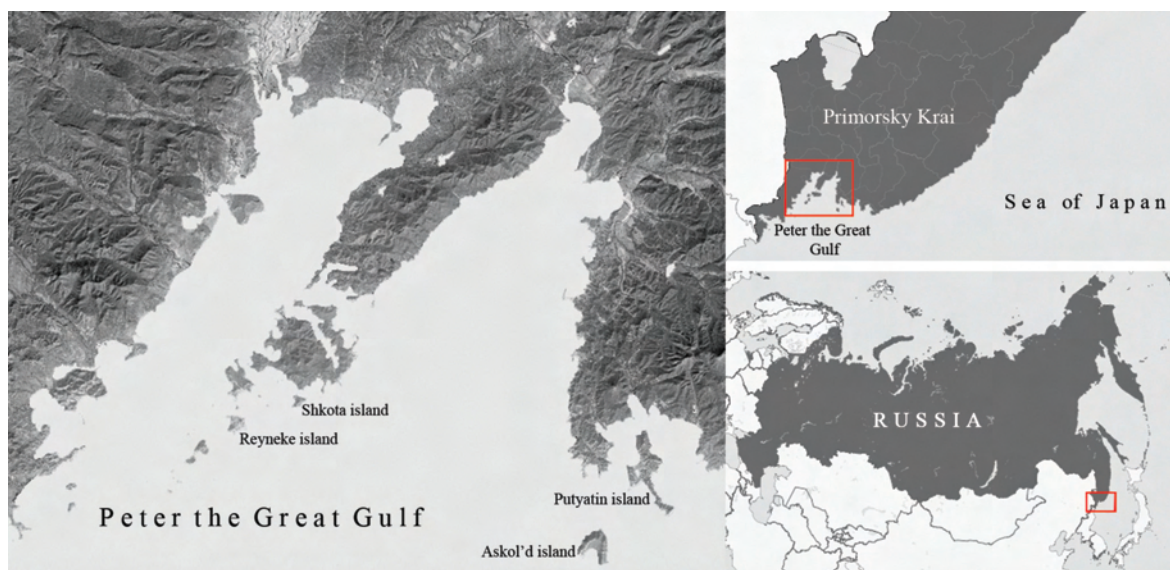 Shkota island
Reyneke island
Putyatin island
Peter the Great Gulf
Askol'd island
Primorsky Krai
Sea of Japan
Peter the Great
Gulf
RUSSIA